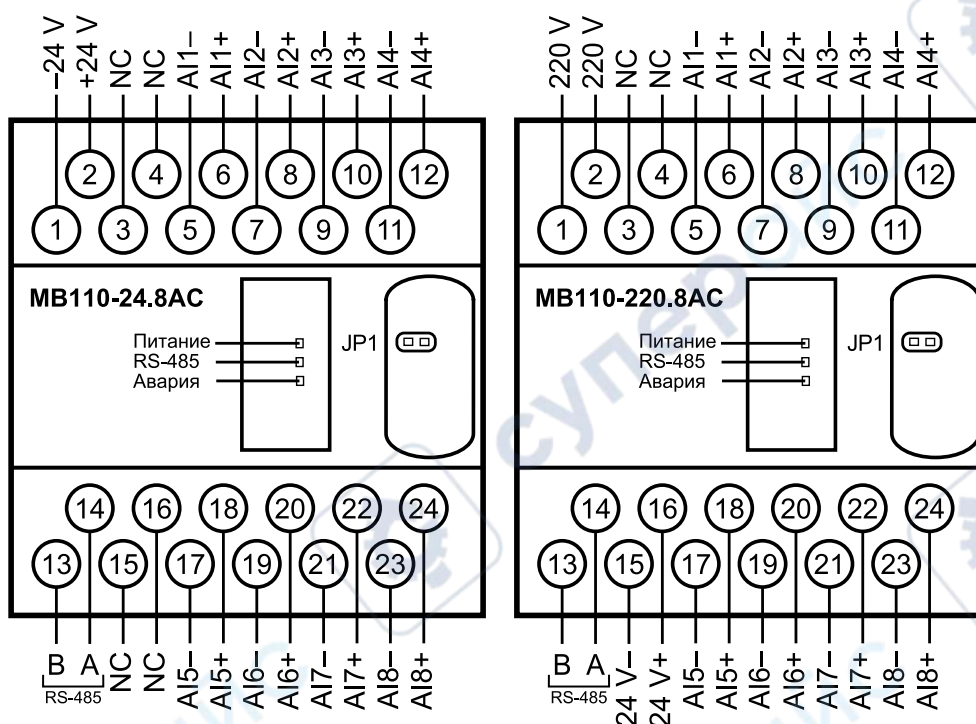 –24 V
+24 V
NC
NC
AI1–
AI1+
AI2–
AI2+
AI3–
AI3+
AI4–
AI4+
2 4 6 8 10 12
1 3 5 7 9 11
МВ110-24.8АС
Питание
RS-485
Авария
JP1
14 16 18 20 22 24
13 15 17 19 21 23
B
A
RS-485
NC
NC
AI5–
AI5+
AI6–
AI6+
AI7–
AI7+
AI8–
AI8+
220 V
220 V
NC
NC
AI1–
AI1+
AI2–
AI2+
AI3–
AI3+
AI4–
AI4+
2 4 6 8 10 12
1 3 5 7 9 11
МВ110-220.8АС
Питание
RS-485
Авария
JP1
14 16 18 20 22 24
13 15 17 19 21 23
B
A
RS-485
24 V–
24 V+
AI5–
AI5+
AI6–
AI6+
AI7–
AI7+
AI8–
AI8+
суперайс